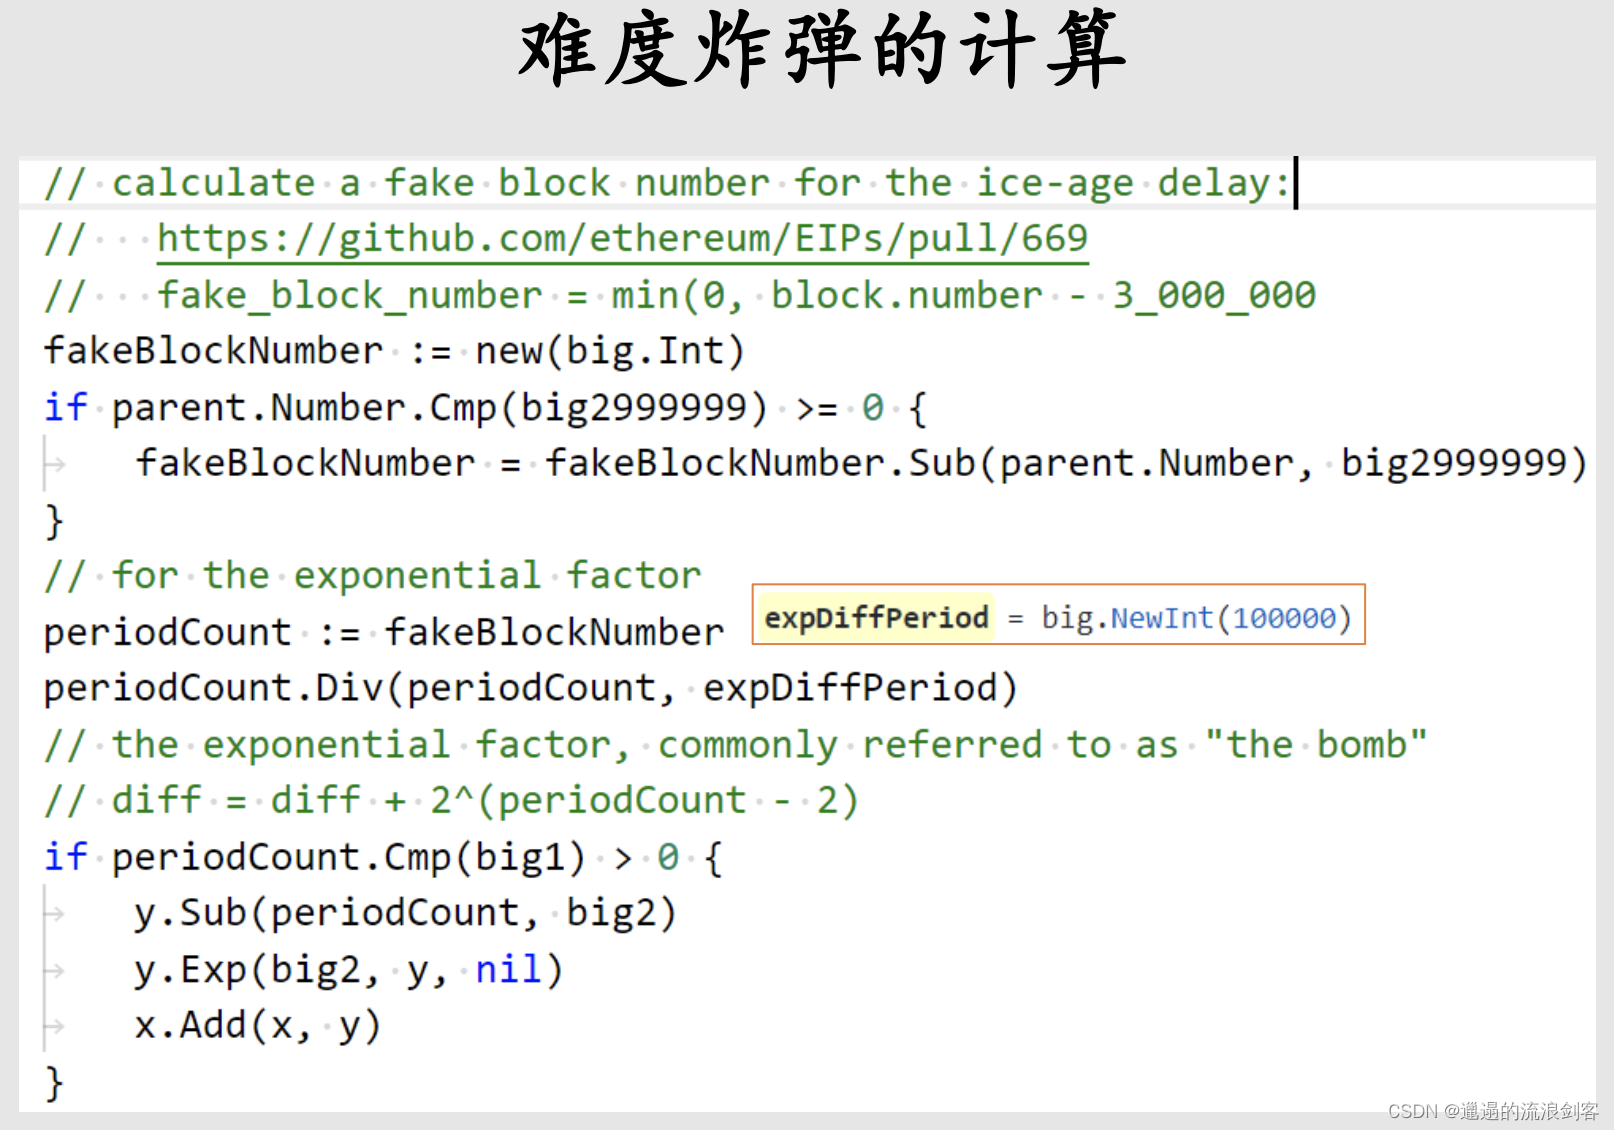 难度炸弹的计算
// calculate a fake block number for the ice-age delay:
//   https://github.com/ethereum/EIPs/pull/669
//   fake_block_number = min(0, block.number - 3_000_000
fakeBlockNumber := new(big.Int)
if parent.Number.Cmp(big2999999) >= 0 {
    fakeBlockNumber = fakeBlockNumber.Sub(parent.Number, big2999999)
}
// for the exponential factor
periodCount := fakeBlockNumber
expDiffPeriod = big.NewInt(100000)
periodCount.Div(periodCount, expDiffPeriod)
// the exponential factor, commonly referred to as "the bomb"
// diff = diff + 2^(periodCount - 2)
if periodCount.Cmp(big1) > 0 {
    y.Sub(periodCount, big2)
    y.Exp(big2, y, nil)
    x.Add(x, y)
}
CSDN @邋遢的流浪剑客